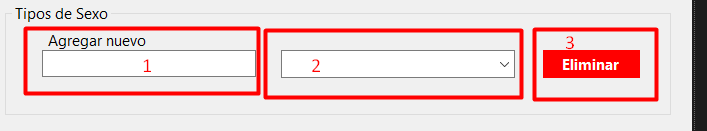 Tipos de Sexo
Agregar nuevo
1
2
3
Eliminar